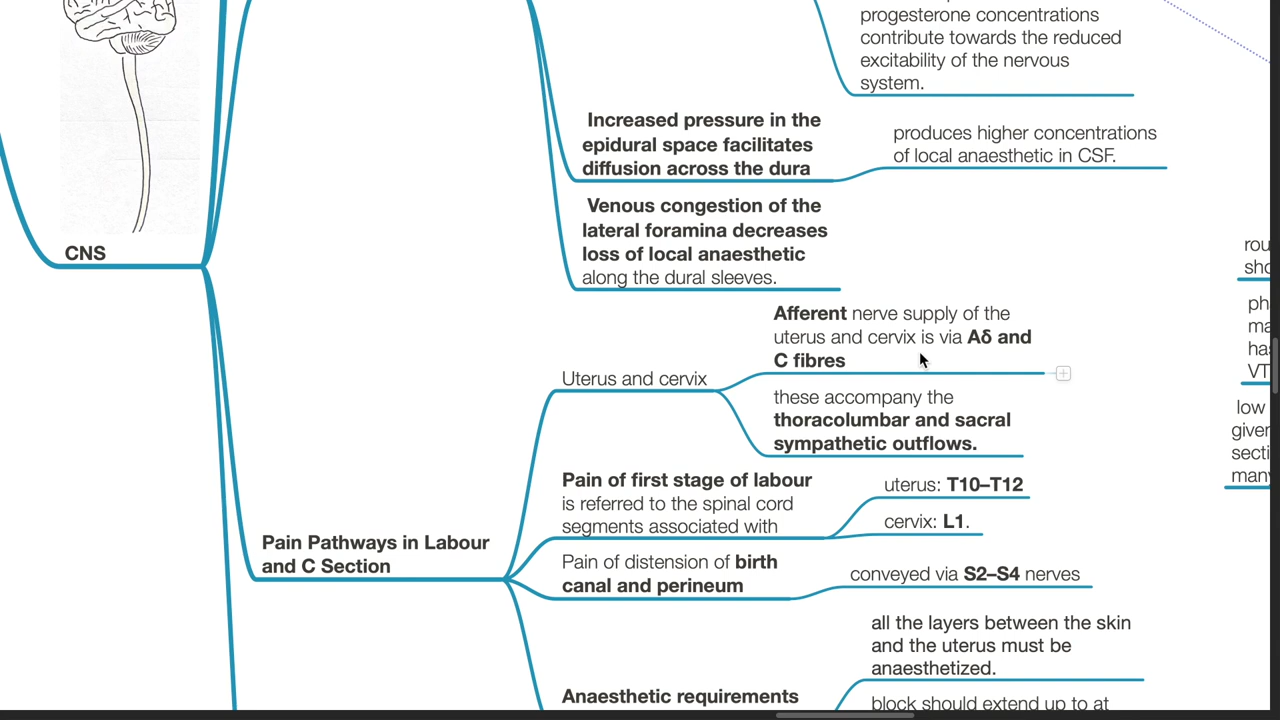 progesterone concentrations
contribute towards the reduced
excitability of the nervous
system.
Increased pressure in the
epidural space facilitates
diffusion across the dura
produces higher concentrations
of local anaesthetic in CSF.
Venous congestion of the
lateral foramina decreases
loss of local anaesthetic
along the dural sleeves.
CNS
Afferent nerve supply of the
uterus and cervix is via Aδ and
C fibres
Uterus and cervix
these accompany the
thoracolumbar and sacral
sympathetic outflows.
Pain of first stage of labour
is referred to the spinal cord
segments associated with
uterus: T10–T12
cervix: L1.
Pain Pathways in Labour
and C Section
Pain of distension of birth
canal and perineum
conveyed via S2–S4 nerves
all the layers between the skin
and the uterus must be
anaesthetized.
Anaesthetic requirements
block should extend up to at
low
VT